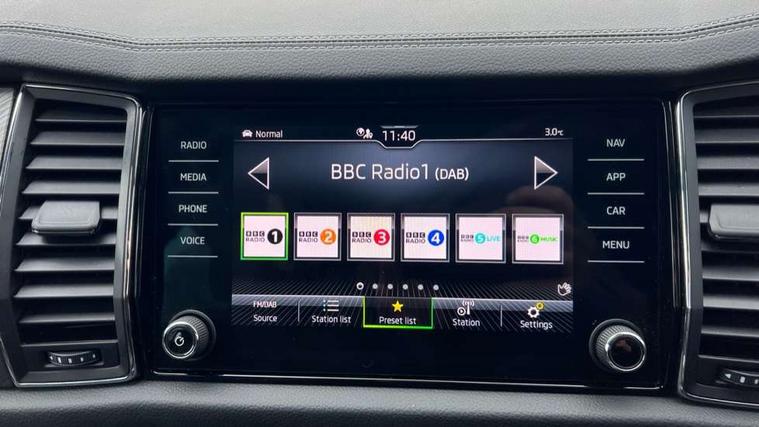 Normal 11:40 3.0°C
RADIO
MEDIA
PHONE
VOICE
BBC Radio1 (DAB)
BBC RADIO 1
BBC RADIO 2
BBC RADIO 3
BBC RADIO 4
BBC RADIO 5 LIVE
BBC RADIO 6 MUSIC
FM/DAB
Source
Station list
Preset list
Station
Settings
NAV
APP
CAR
MENU